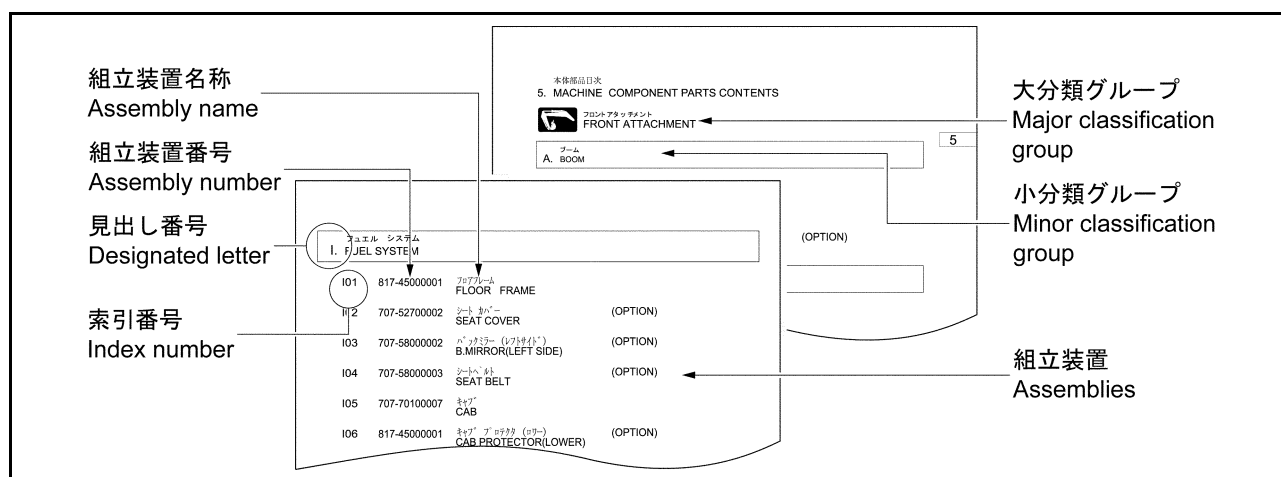 組立装置名称
Assembly name
組立装置番号
Assembly number
見出し番号
Designated letter
索引番号
Index number
本体部品目次
5. MACHINE COMPONENT PARTS CONTENTS
フロントアタッチメント
FRONT ATTACHMENT
5
ブーム
A. BOOM
(OPTION)
大分類グループ
Major classification
group
小分類グループ
Minor classification
group
組立装置
Assemblies
フュエル システム
I. FUEL SYSTEM
I01 817-45000001 フロアフレーム
FLOOR FRAME
I02 707-52700002 シート カバー
SEAT COVER (OPTION)
I03 707-58000002 バックミラー (レフトサイド)
B.MIRROR(LEFT SIDE) (OPTION)
I04 707-58000003 シートベルト
SEAT BELT (OPTION)
I05 707-70100007 キャブ
CAB
I06 817-45000001 キャブ プロテクタ (ロワー)
CAB PROTECTOR(LOWER) (OPTION)